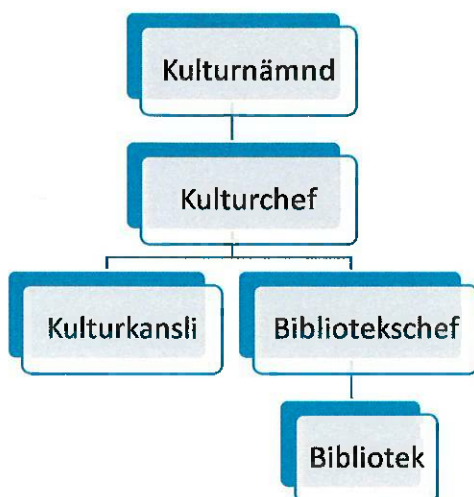 Kulturnämnd
Kulturchef
Kulturkansli
Bibliotekschef
Bibliotek